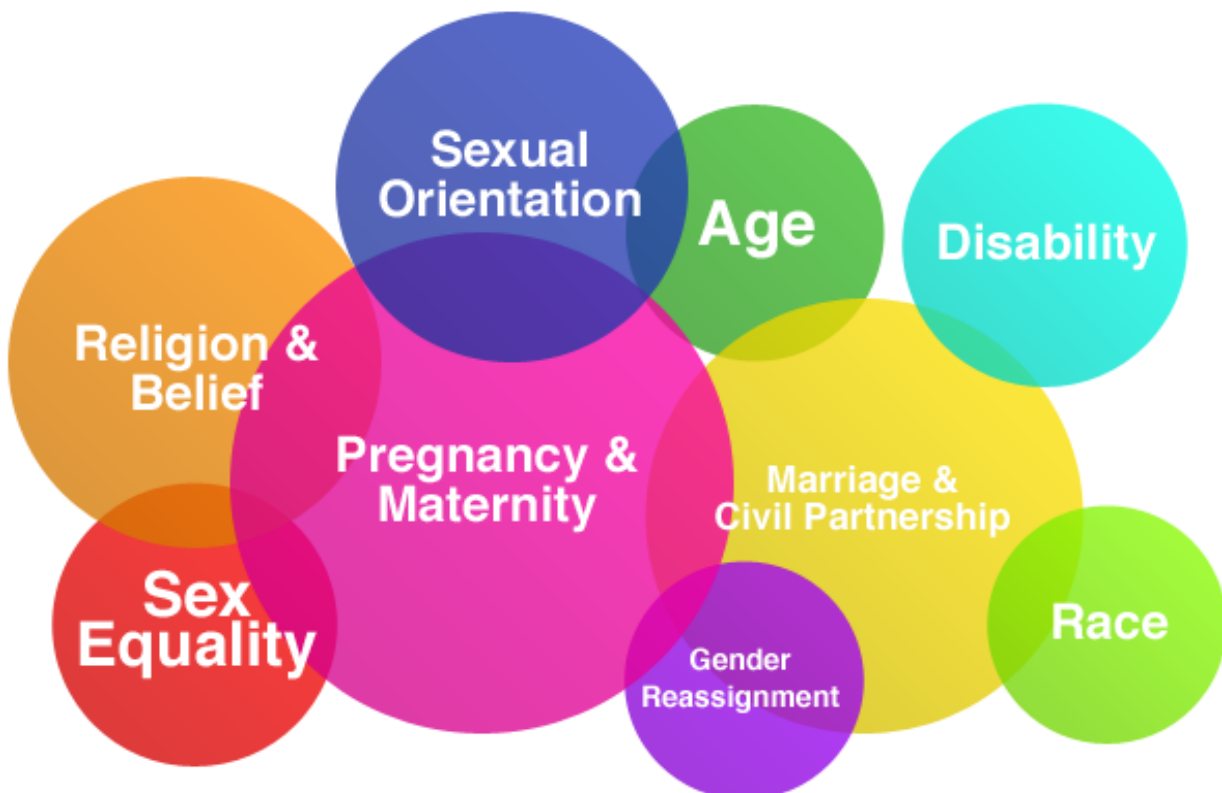 Sexual
Orientation
Age
Disability
Religion &
Belief
Pregnancy &
Maternity
Marriage &
Civil Partnership
Sex
Equality
Gender
Reassignment
Race